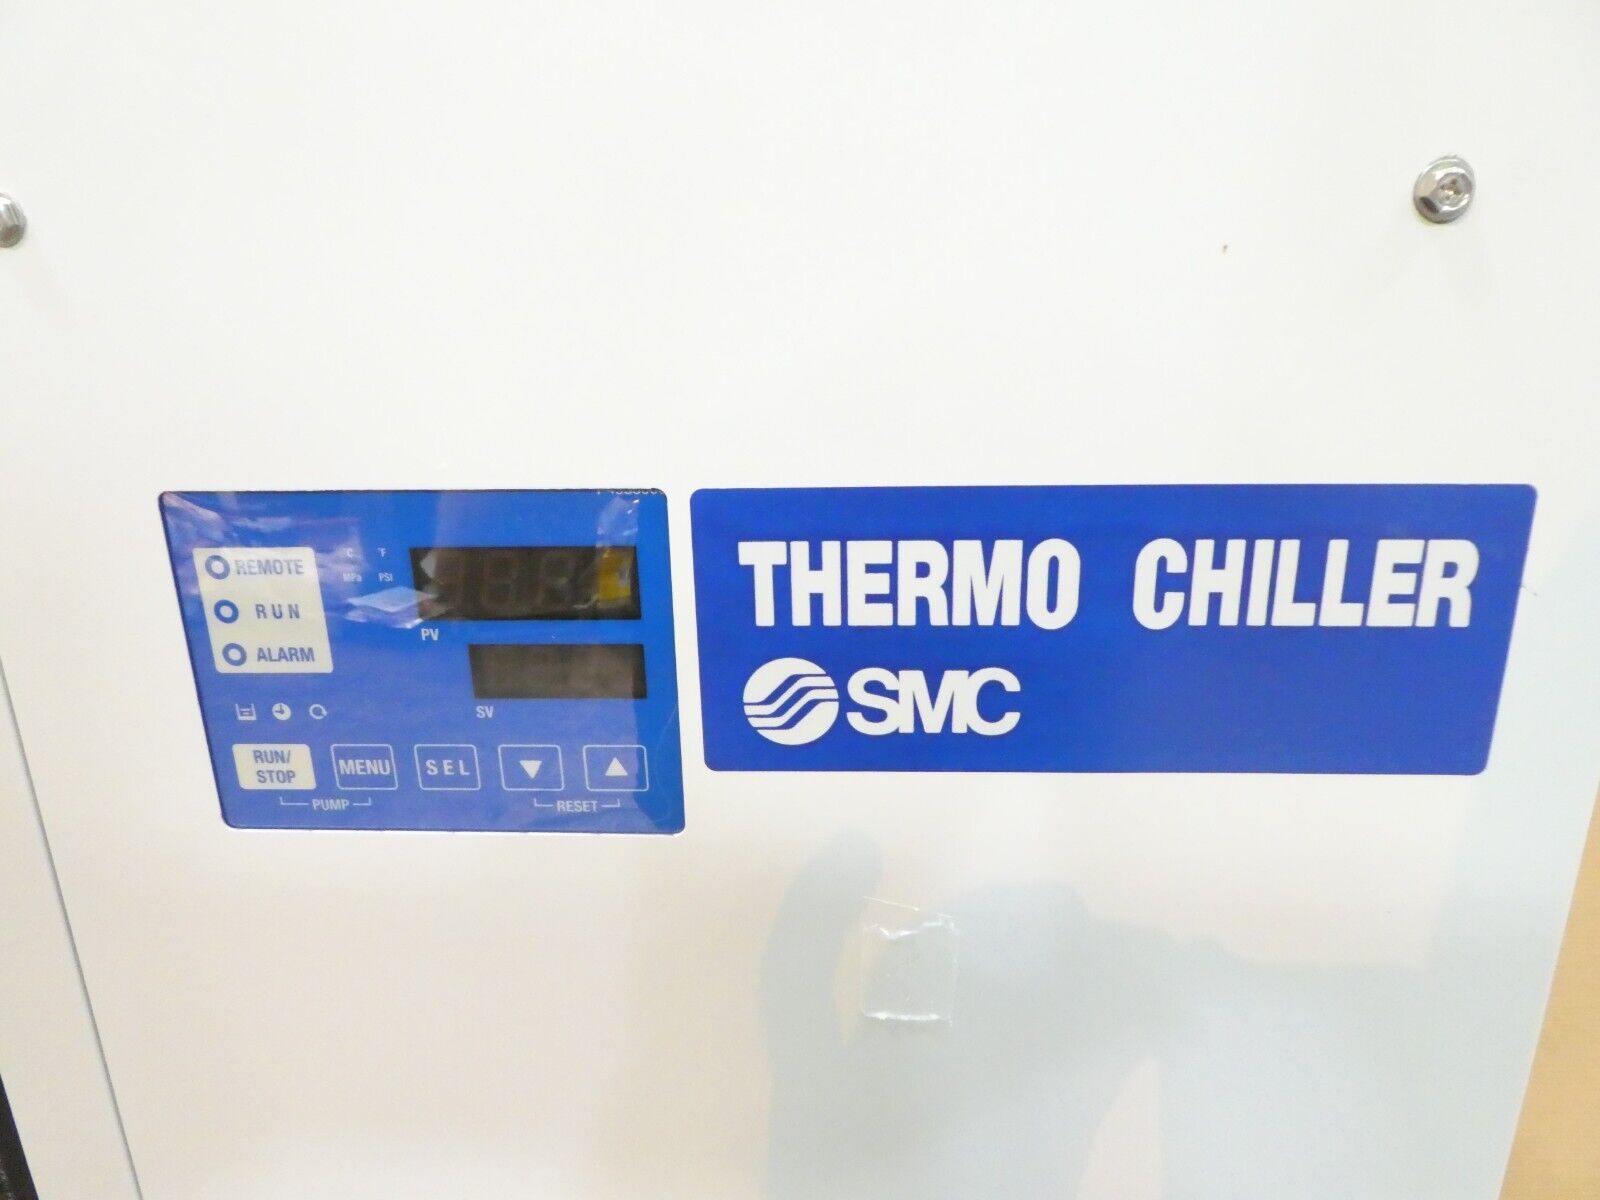 REMOTE
RUN
ALARM
°C °F
MPa PSI
PV
SV
RUN/
STOP
MENU
SEL
PUMP
RESET
THERMO CHILLER
SMC